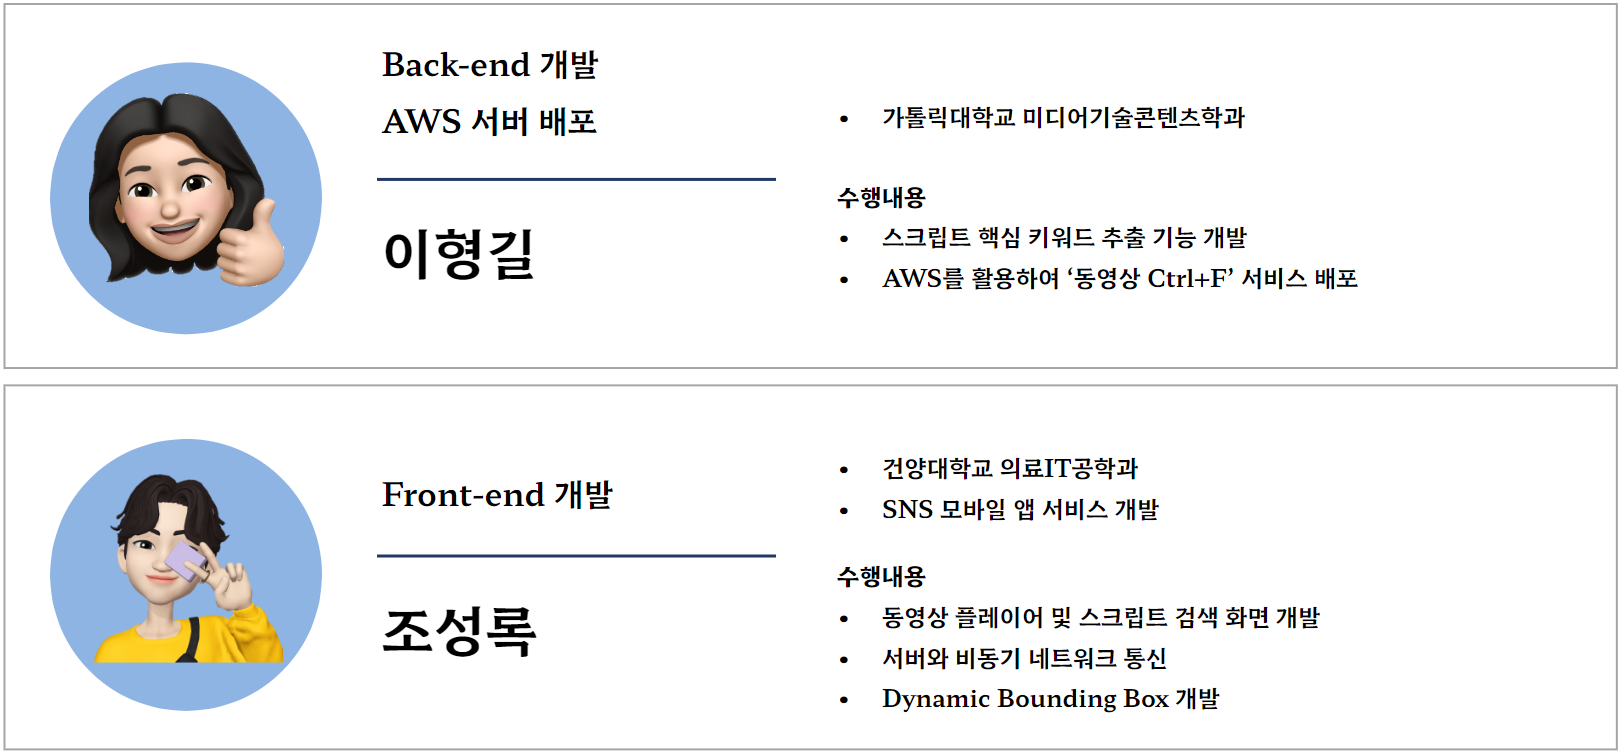 Back-end 개발
AWS 서버 배포
이형길
• 가톨릭대학교 미디어기술콘텐츠학과
수행내용
• 스크립트 핵심 키워드 추출 기능 개발
• AWS를 활용하여 ‘동영상 Ctrl+F’ 서비스 배포
Front-end 개발
조성록
• 건양대학교 의료IT공학과
• SNS 모바일 앱 서비스 개발
수행내용
• 동영상 플레이어 및 스크립트 검색 화면 개발
• 서버와 비동기 네트워크 통신
• Dynamic Bounding Box 개발